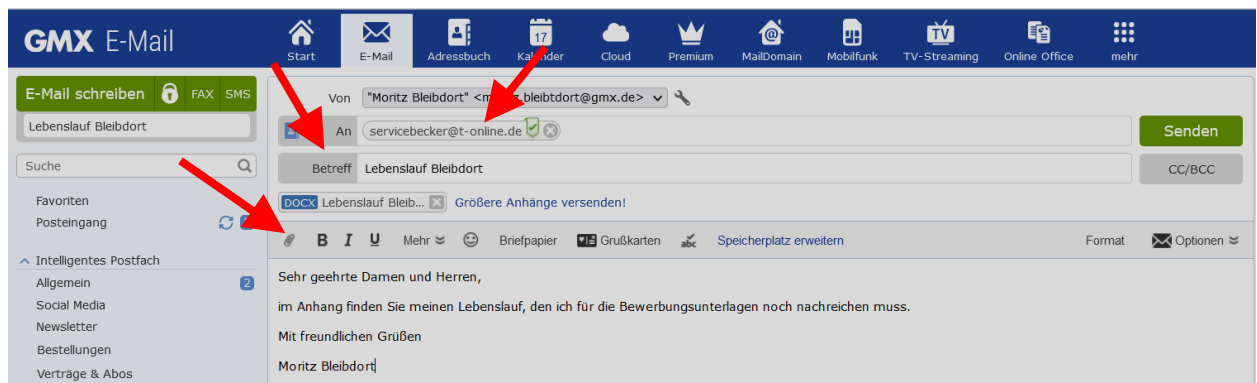 GMX E-Mail
Start E-Mail Adressbuch Kalender Cloud Premium MailDomain Mobilfunk TV-Streaming Online Office mehr
17
TV
E-Mail schreiben FAX SMS
Lebenslauf Bleibdort
Suche
Favoriten
Posteingang
Intelligentes Postfach
Allgemein 2
Social Media
Newsletter
Bestellungen
Verträge & Abos
Von "Moritz Bleibdort" bleibtdort@gmx.de>
An servicebecker@t-online.de
Senden
Betreff Lebenslauf Bleibdort
CC/BCC
DOCX Lebenslauf Bleib... Größere Anhänge versenden!
B I U Mehr Briefpapier Grußkarten abc Speicherplatz erweitern Format Optionen
Sehr geehrte Damen und Herren,
im Anhang finden Sie meinen Lebenslauf, den ich für die Bewerbungsunterlagen noch nachreichen muss.
Mit freundlichen Grüßen
Moritz Bleibdort